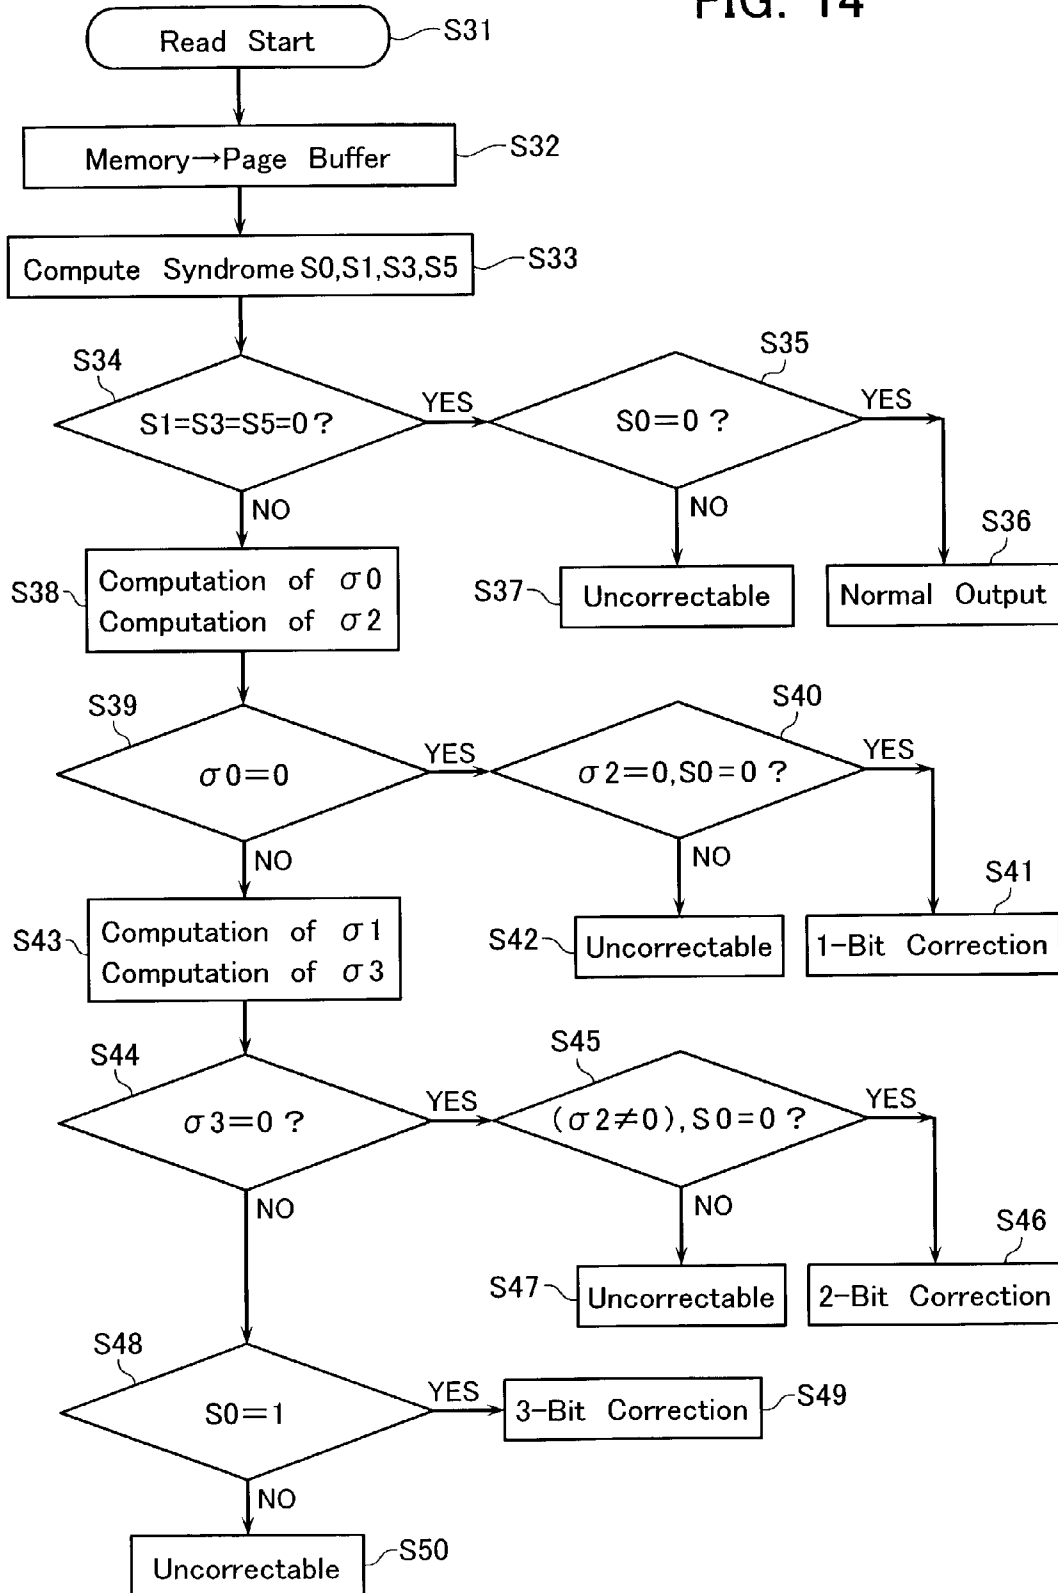 FIG. 14
Read Start
S31
Memory→Page Buffer
S32
Compute Syndrome S0,S1,S3,S5
S33
S34
S1=S3=S5=0?
YES
NO
S35
S0=0?
YES
NO
S36
Normal Output
S37
Uncorrectable
S38
Computation of σ0
Computation of σ2
S39
σ0=0
YES
NO
S40
σ2=0,S0=0?
YES
NO
S41
1-Bit Correction
S42
Uncorrectable
S43
Computation of σ1
Computation of σ3
S44
σ3=0?
YES
NO
S45
(σ2≠0),S0=0?
YES
NO
S46
2-Bit Correction
S47
Uncorrectable
S48
S0=1
YES
NO
3-Bit Correction
S49
Uncorrectable
S50